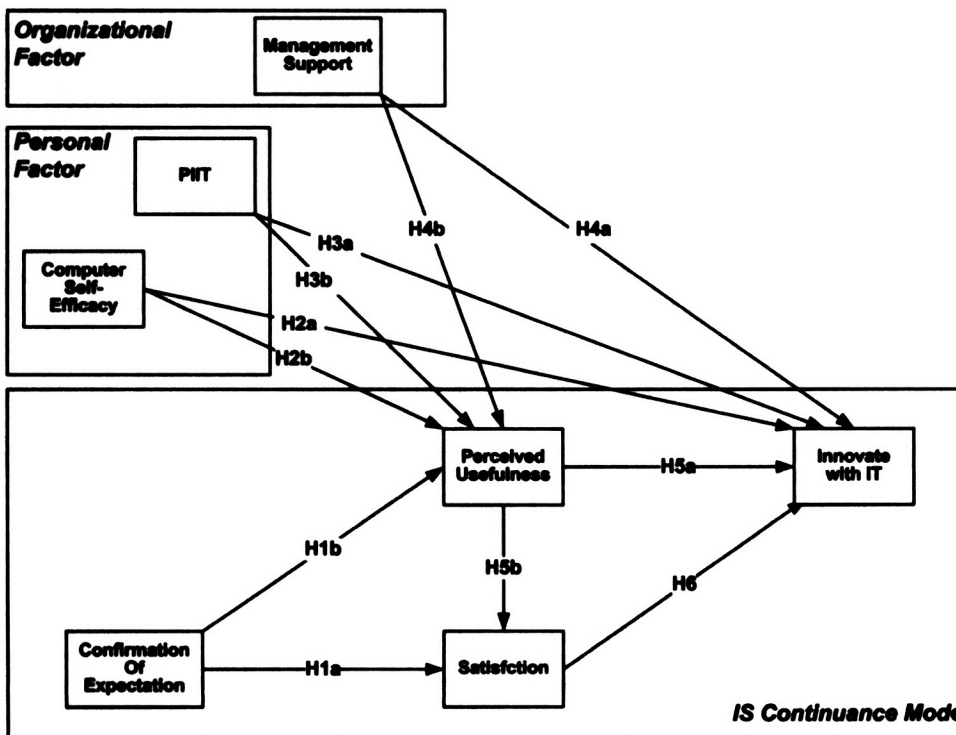 Organizational
Factor
Management
Support
Personal
Factor
PIIT
Computer
Self-
Efficacy
H4b
H4a
H3a
H3b
H2a
H2b
Perceived
Usefulness
H5a
Innovate
with IT
H1b
H5b
H6
Confirmation
Of
Expectation
H1a
Satisfction
IS Continuance Mode